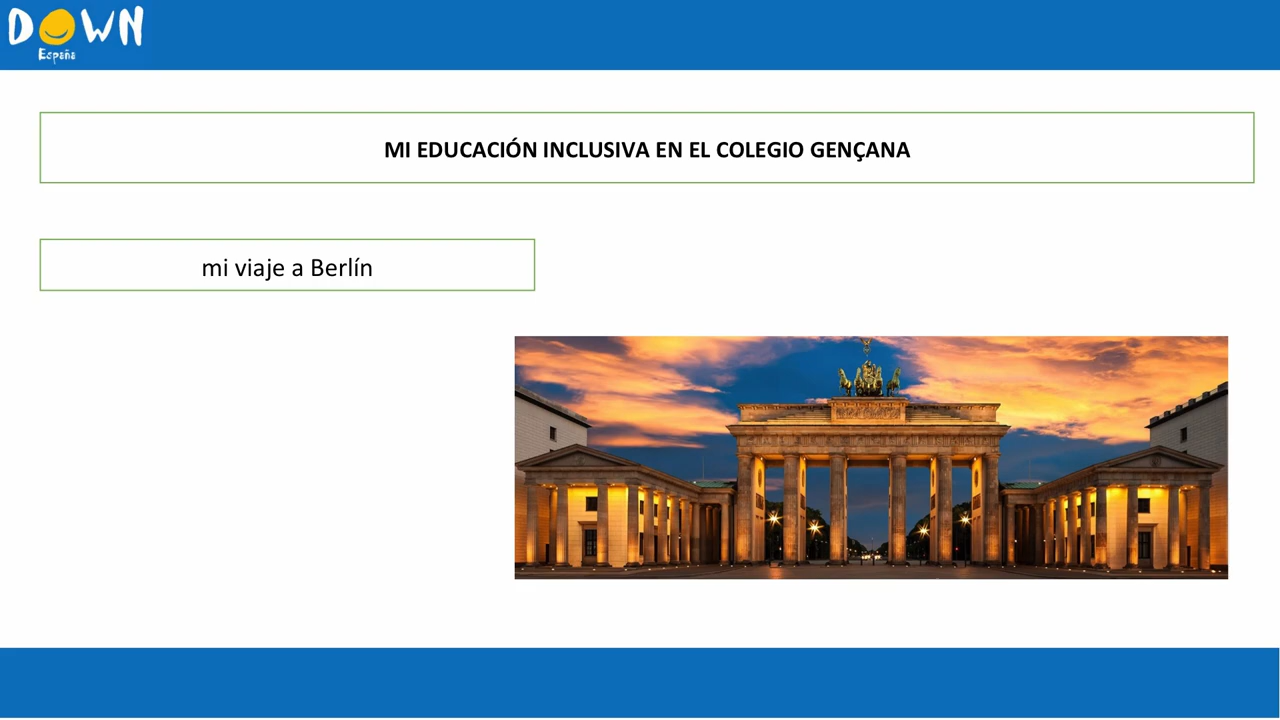 DOWN
España
MI EDUCACIÓN INCLUSIVA EN EL COLEGIO GENÇANA
mi viaje a Berlín